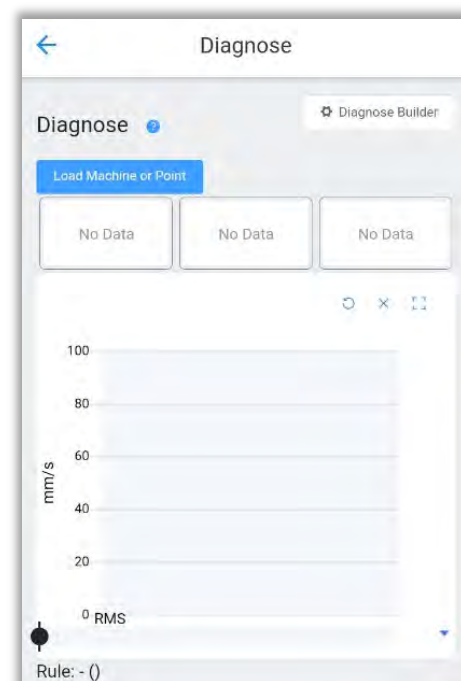 Diagnose
Diagnose Builder
Diagnose ?
Load Machine or Point
No Data No Data No Data
100
80
60
mm/s
40
20
0 RMS
Rule: - ()